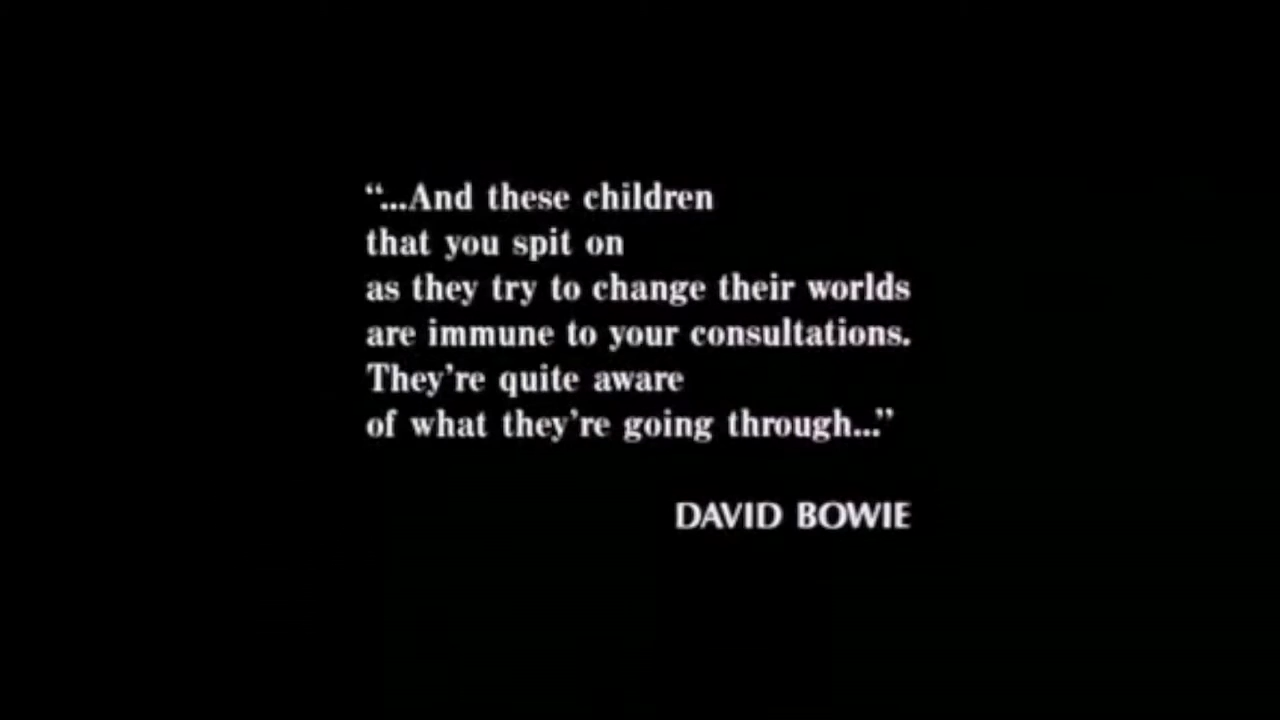 “...And these children
that you spit on
as they try to change their worlds
are immune to your consultations.
They’re quite aware
of what they’re going through...”
DAVID BOWIE